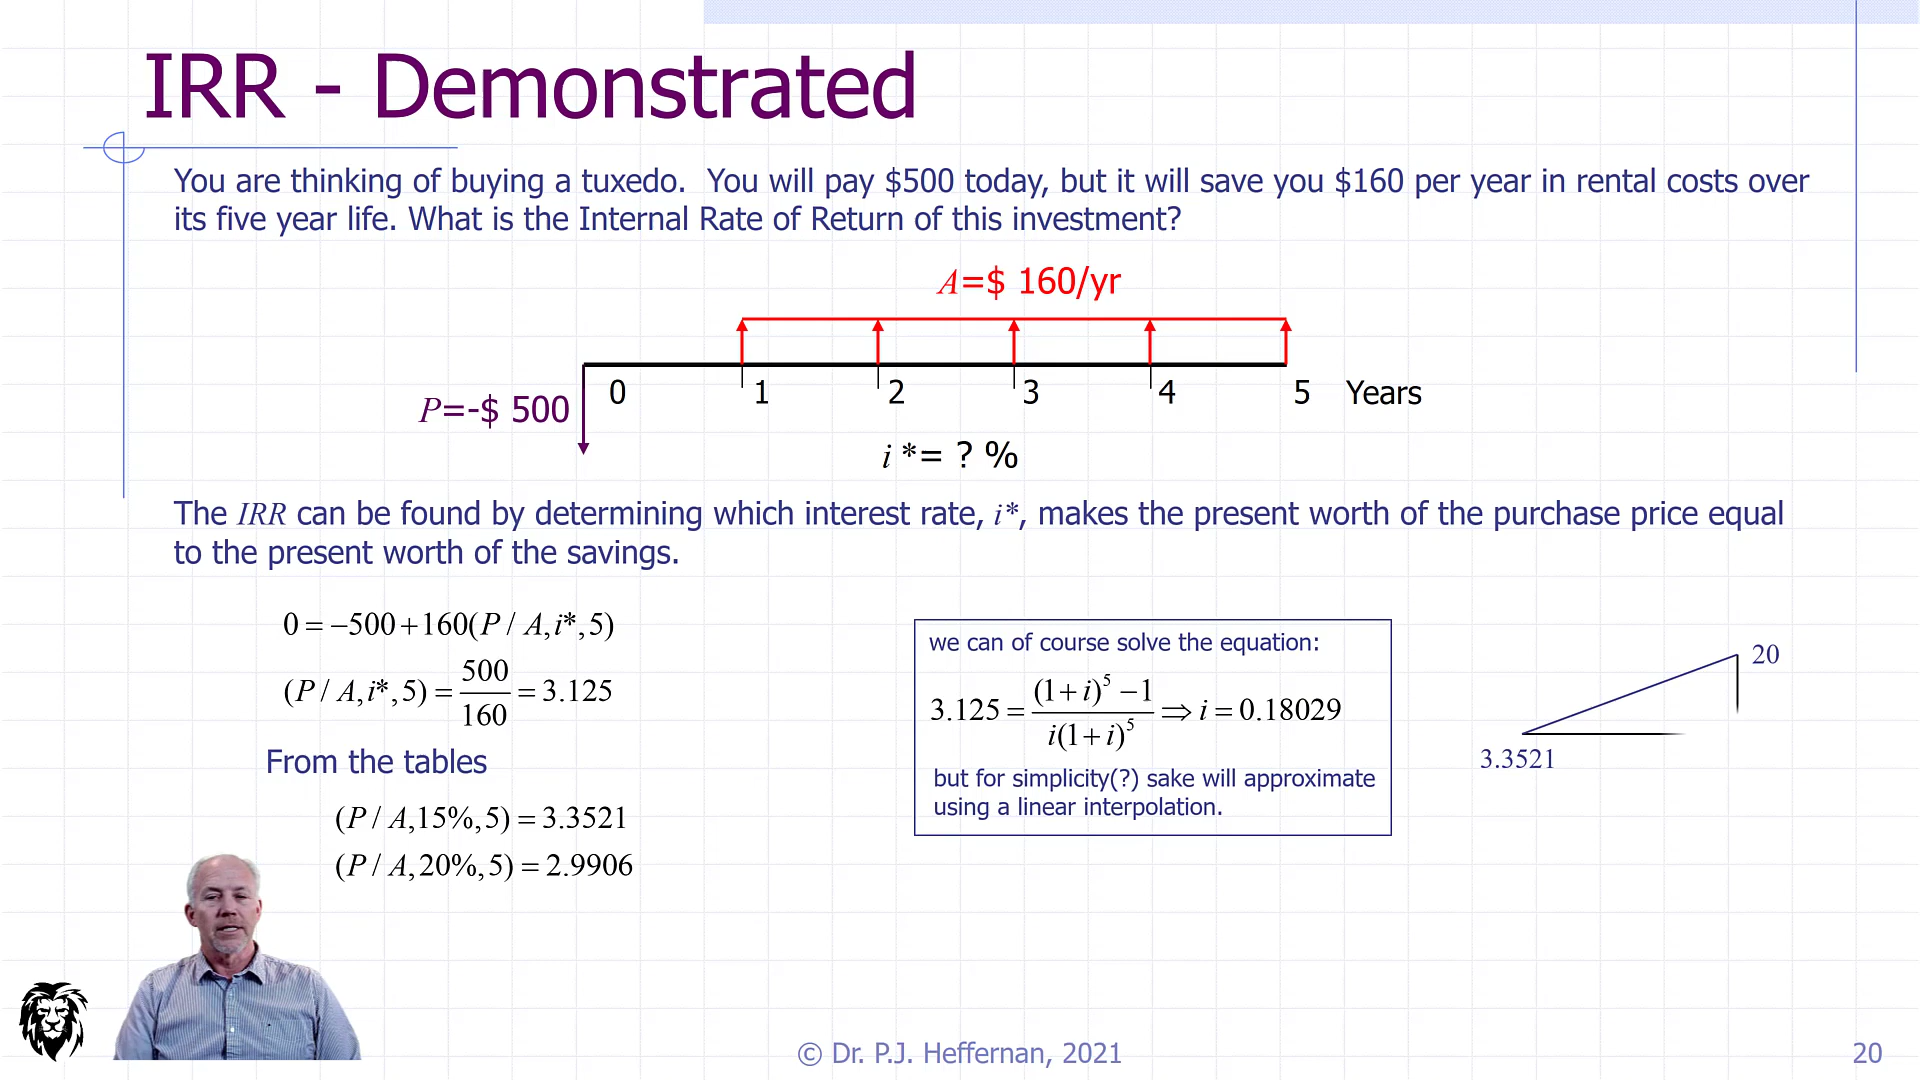 IRR - Demonstrated
You are thinking of buying a tuxedo.  You will pay $500 today, but it will save you $160 per year in rental costs over
its five year life. What is the Internal Rate of Return of this investment?
A=$ 160/yr
0 1 2 3 4 5 Years
P=-$ 500
i *= ? %
The IRR can be found by determining which interest rate, i*, makes the present worth of the purchase price equal
to the present worth of the savings.
0 = −500+160(P / A,i*,5)
(P / A,i*,5) = 500/160 = 3.125
From the tables
(P / A,15%,5) = 3.3521
(P / A,20%,5) = 2.9906
we can of course solve the equation:
3.125 = ((1+ i)^5 −1)/(i(1+ i)^5) ⇒ i = 0.18029
but for simplicity(?) sake will approximate
using a linear interpolation.
20
3.3521
© Dr. P.J. Heffernan, 2021
20